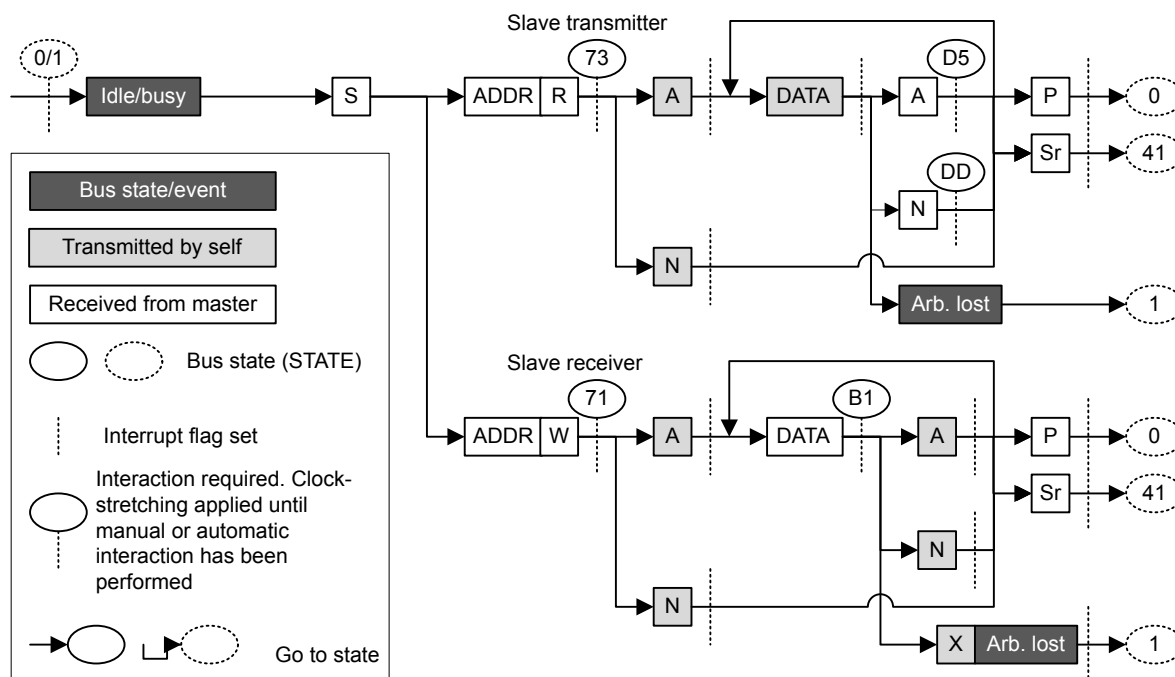 Slave transmitter
0/1
73
D5
Idle/busy
S
ADDR R
A
DATA
A
P
0
Sr
41
DD
N
N
Arb. lost
1
Bus state/event
Transmitted by self
Received from master
Bus state (STATE)
Interrupt flag set
Interaction required. Clock-
stretching applied until
manual or automatic
interaction has been
performed
Go to state
Slave receiver
71
B1
ADDR W
A
DATA
A
P
0
Sr
41
N
N
X Arb. lost
1